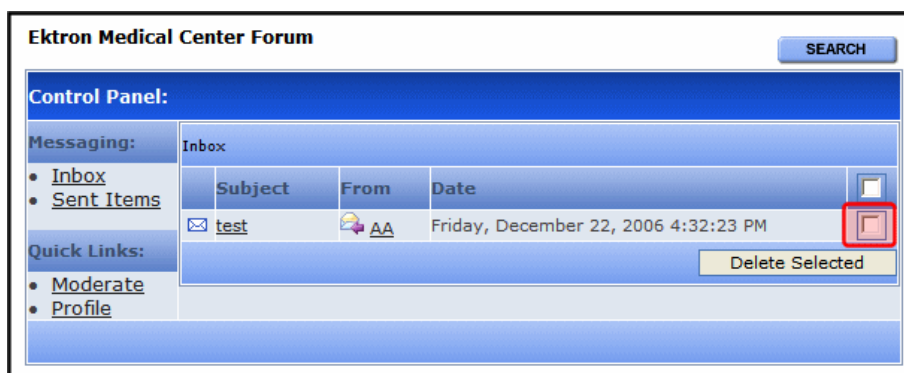 Ektron Medical Center Forum
SEARCH
Control Panel:
Messaging:
Inbox
Sent Items
Quick Links:
Moderate
Profile
Inbox
Subject From Date
test AA Friday, December 22, 2006 4:32:23 PM
Delete Selected